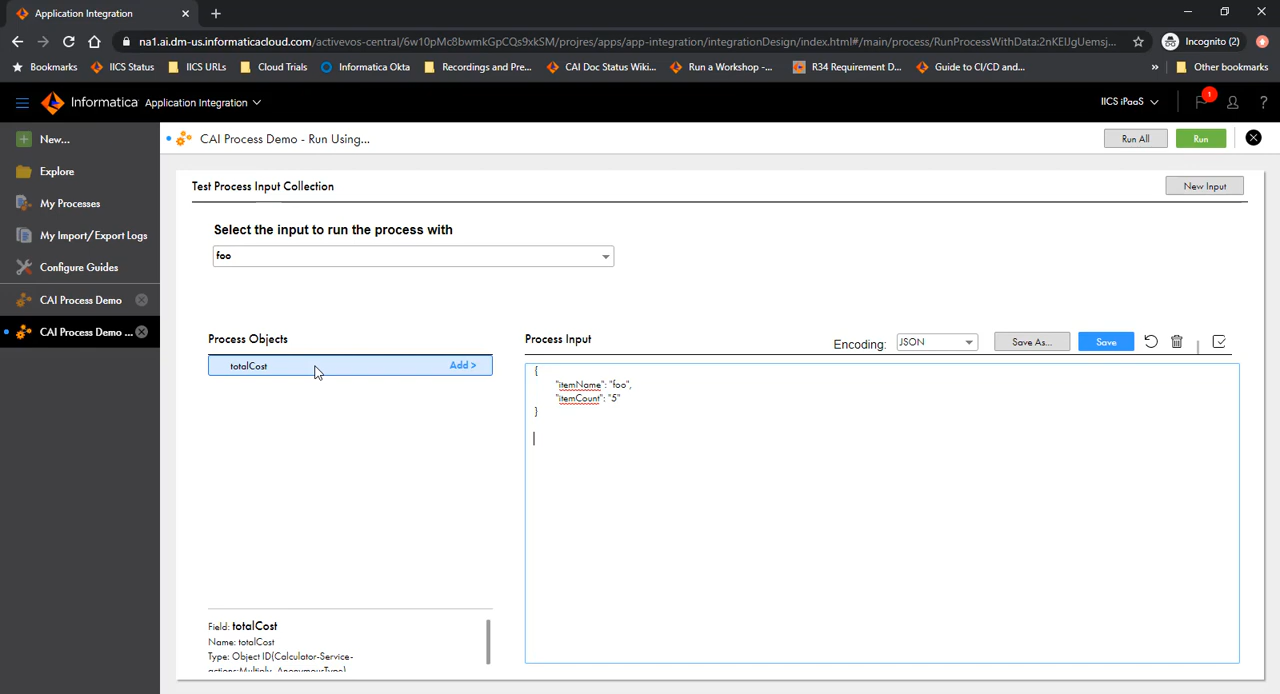 Application Integration
na1.ai.dm-us.informaticacloud.com/activevos-central/6w10pMc8bwmkGpCQs9xkSM/projres/apps/app-integration/integrationDesign/index.html#/main/process/RunProcessWithData:2nKEIJgUemsj...
Incognito (2)
Bookmarks IICS Status IICS URLs Cloud Trials Informatica Okta Recordings and Pre... CAI Doc Status Wiki... Run a Workshop -... R34 Requirement D... Guide to CI/CD and... » Other bookmarks
Informatica Application Integration IICS iPaaS 1 ?
New...
CAI Process Demo - Run Using... Run All Run
Explore
My Processes
My Import/Export Logs
Configure Guides
CAI Process Demo
CAI Process Demo ...
Test Process Input Collection New Input
Select the input to run the process with
foo
Process Objects Process Input Encoding: JSON Save As... Save
totalCost Add >
{
"itemName": "foo",
"itemCount": "5"
}
Field: totalCost
Name: totalCost
Type: Object ID(Calculator-Service-
actions:Multiply_AnonymousType)